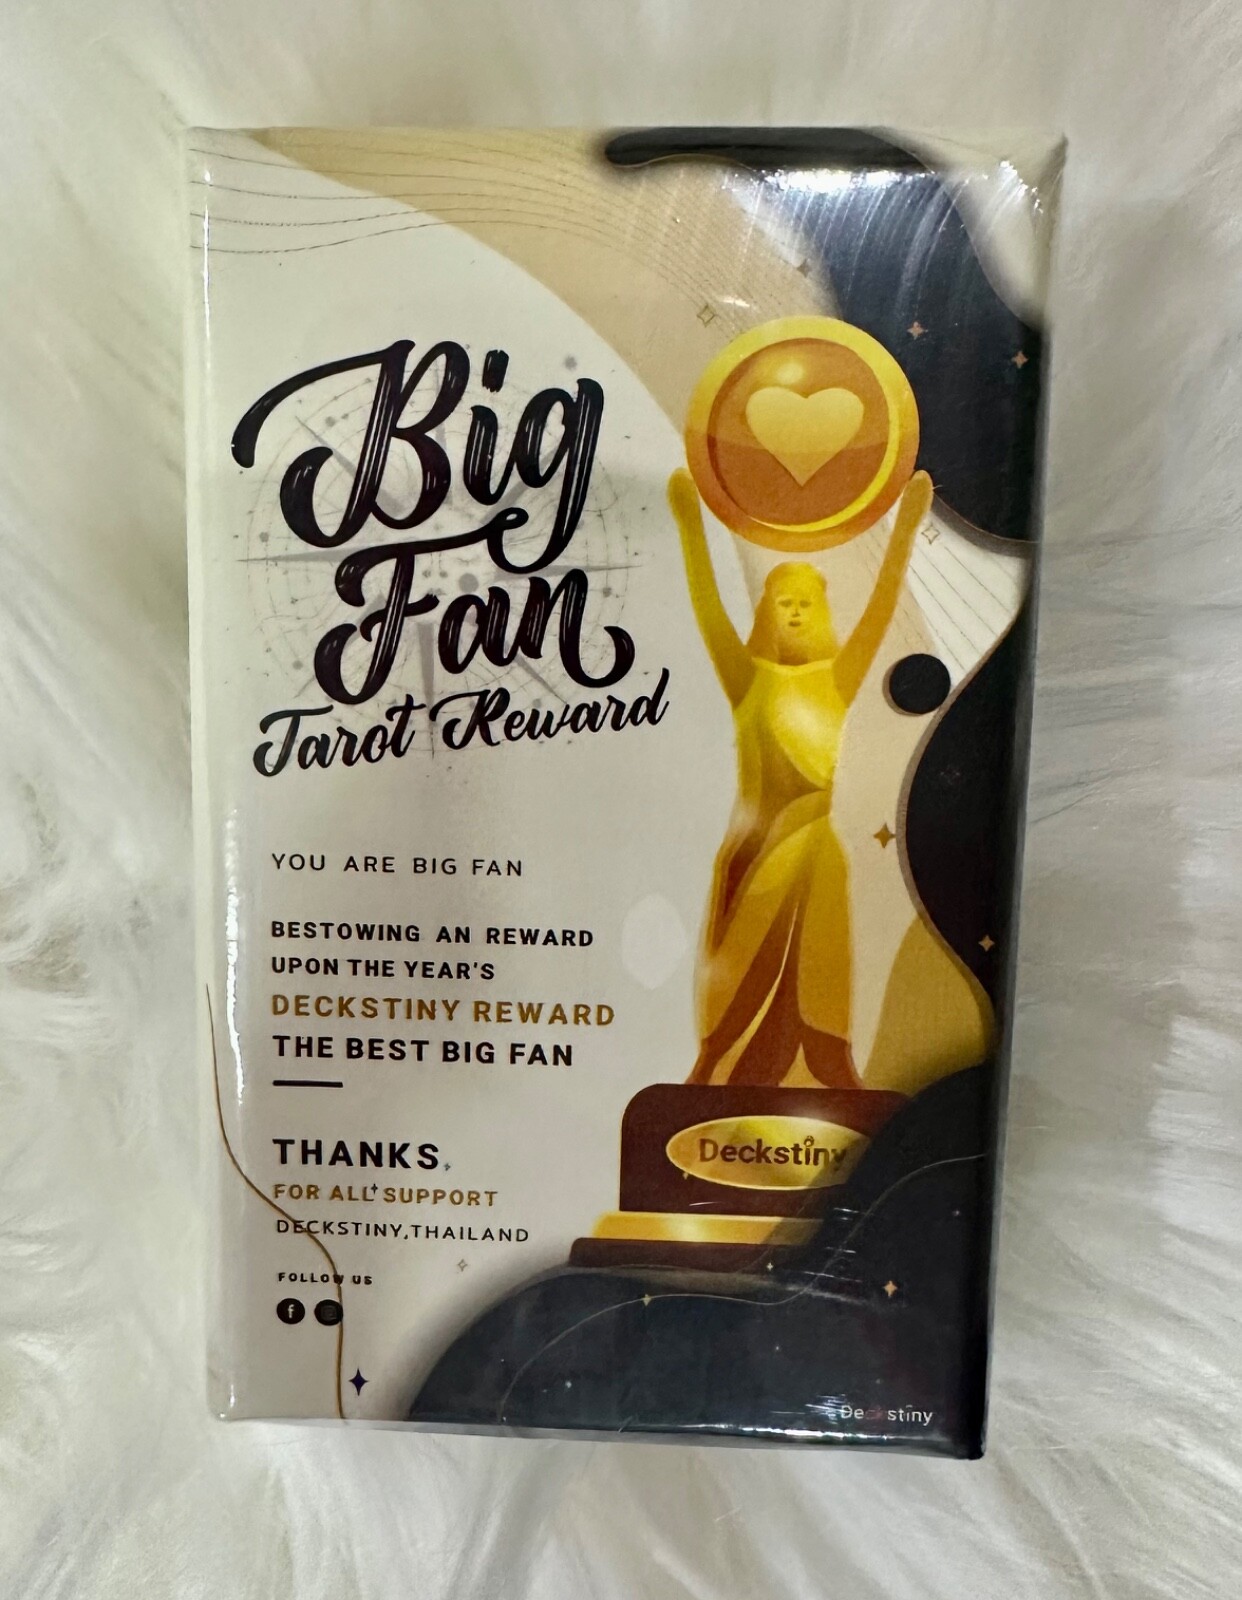 Big
Fan
Tarot Reward
YOU ARE BIG FAN
BESTOWING AN REWARD
UPON THE YEAR'S
DECKSTINY REWARD
THE BEST BIG FAN
THANKS,
FOR ALL SUPPORT
DECKSTINY,THAILAND
FOLLOW US
f
Deckstiny
Deckstiny